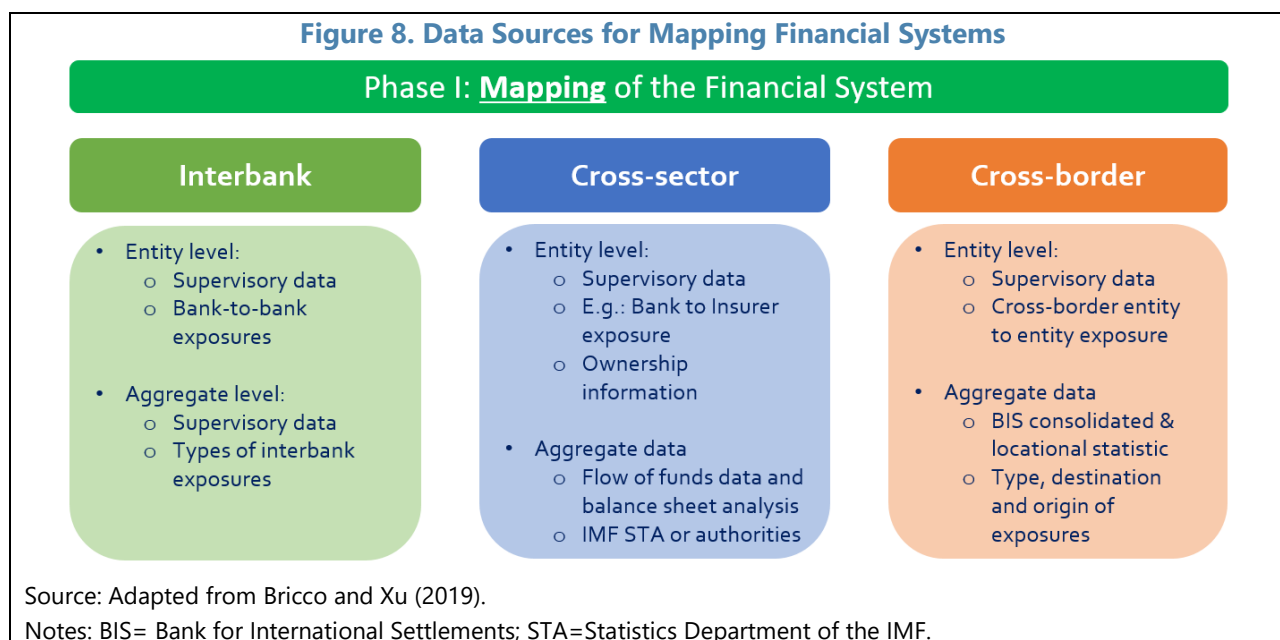 Figure 8. Data Sources for Mapping Financial Systems
Phase I: Mapping of the Financial System
Interbank
• Entity level:
o Supervisory data
o Bank-to-bank
exposures
• Aggregate level:
o Supervisory data
o Types of interbank
exposures
Cross-sector
• Entity level:
o Supervisory data
o E.g.: Bank to Insurer
exposure
o Ownership
information
• Aggregate data
o Flow of funds data and
balance sheet analysis
o IMF STA or authorities
Cross-border
• Entity level:
o Supervisory data
o Cross-border entity
to entity exposure
• Aggregate data
o BIS consolidated &
locational statistic
o Type, destination
and origin of
exposures
Source: Adapted from Bricco and Xu (2019).
Notes: BIS= Bank for International Settlements; STA=Statistics Department of the IMF.